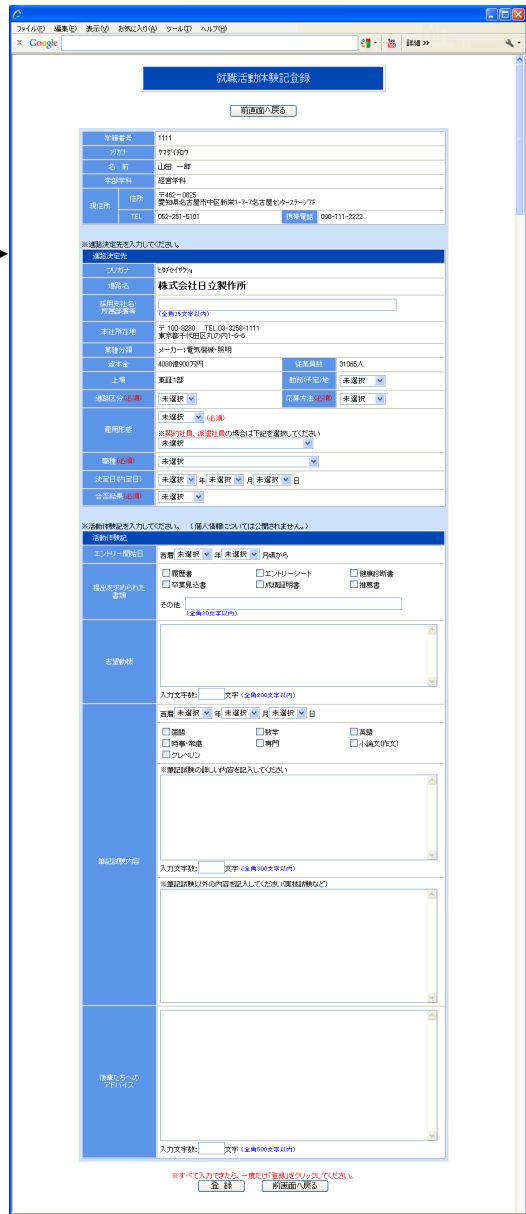 ファイル(F) 編集(E) 表示(V) お気に入り(A) ツール(T) ヘルプ(H)
× Google 詳細 >>
就職活動体験記登録
前画面へ戻る
学籍番号 1111
フリガナ ヤマダイチロウ
名 前 山田 一郎
学部学科 経営学科
現住所 住所 〒462-0825
愛知県名古屋市中区新栄1-7-7名古屋センターステージ7F
TEL 052-251-5101 携帯電話 090-111-2222
※進路決定先を入力してください。
進路決定先
フリガナ ヒタチセイサクショ
進路名 株式会社日立製作所
採用支社名・
所属部署等
(全角35文字以内)
本社所在地 〒100-8280 TEL 03-3258-1111
東京都千代田区丸の内1-6-6
業種分類 メーカー:電気機械・照明
資本金 4088億900万円 従業員数 31065人
上場 東証1部 勤務(予定)地 未選択
進路区分(必須) 未選択 応募方法(必須) 未選択
雇用形態 未選択 (必須)
※契約社員、派遣社員の場合は下記を選択してください
未選択
職種(必須) 未選択
決定日(内定日) 未選択 年 未選択 月 未選択 日
合否結果(必須) 未選択
※活動体験記を入力してください。 (個人情報については公開されません。)
活動体験記
エントリー開始日 西暦 未選択 年 未選択 月頃から
提出を求められた
書類
履歴書 エントリーシート 健康診断書
卒業見込書 成績証明書 推薦書
その他
(全角30文字以内)
志望動機
入力文字数: 文字 (全角200文字以内)
筆記試験内容
西暦 未選択 年 未選択 月 未選択 日
国語 数学 英語
時事・常識 専門 小論文(作文)
クレペリン
※筆記試験の詳しい内容を記入してください
入力文字数: 文字 (全角300文字以内)
※筆記試験以外の内容を記入してください(実技試験など)
後輩たちへの
アドバイス
入力文字数: 文字 (全角500文字以内)
※すべて入力できたら、一度だけ「登録」をクリックしてください。
登 録 前画面へ戻る